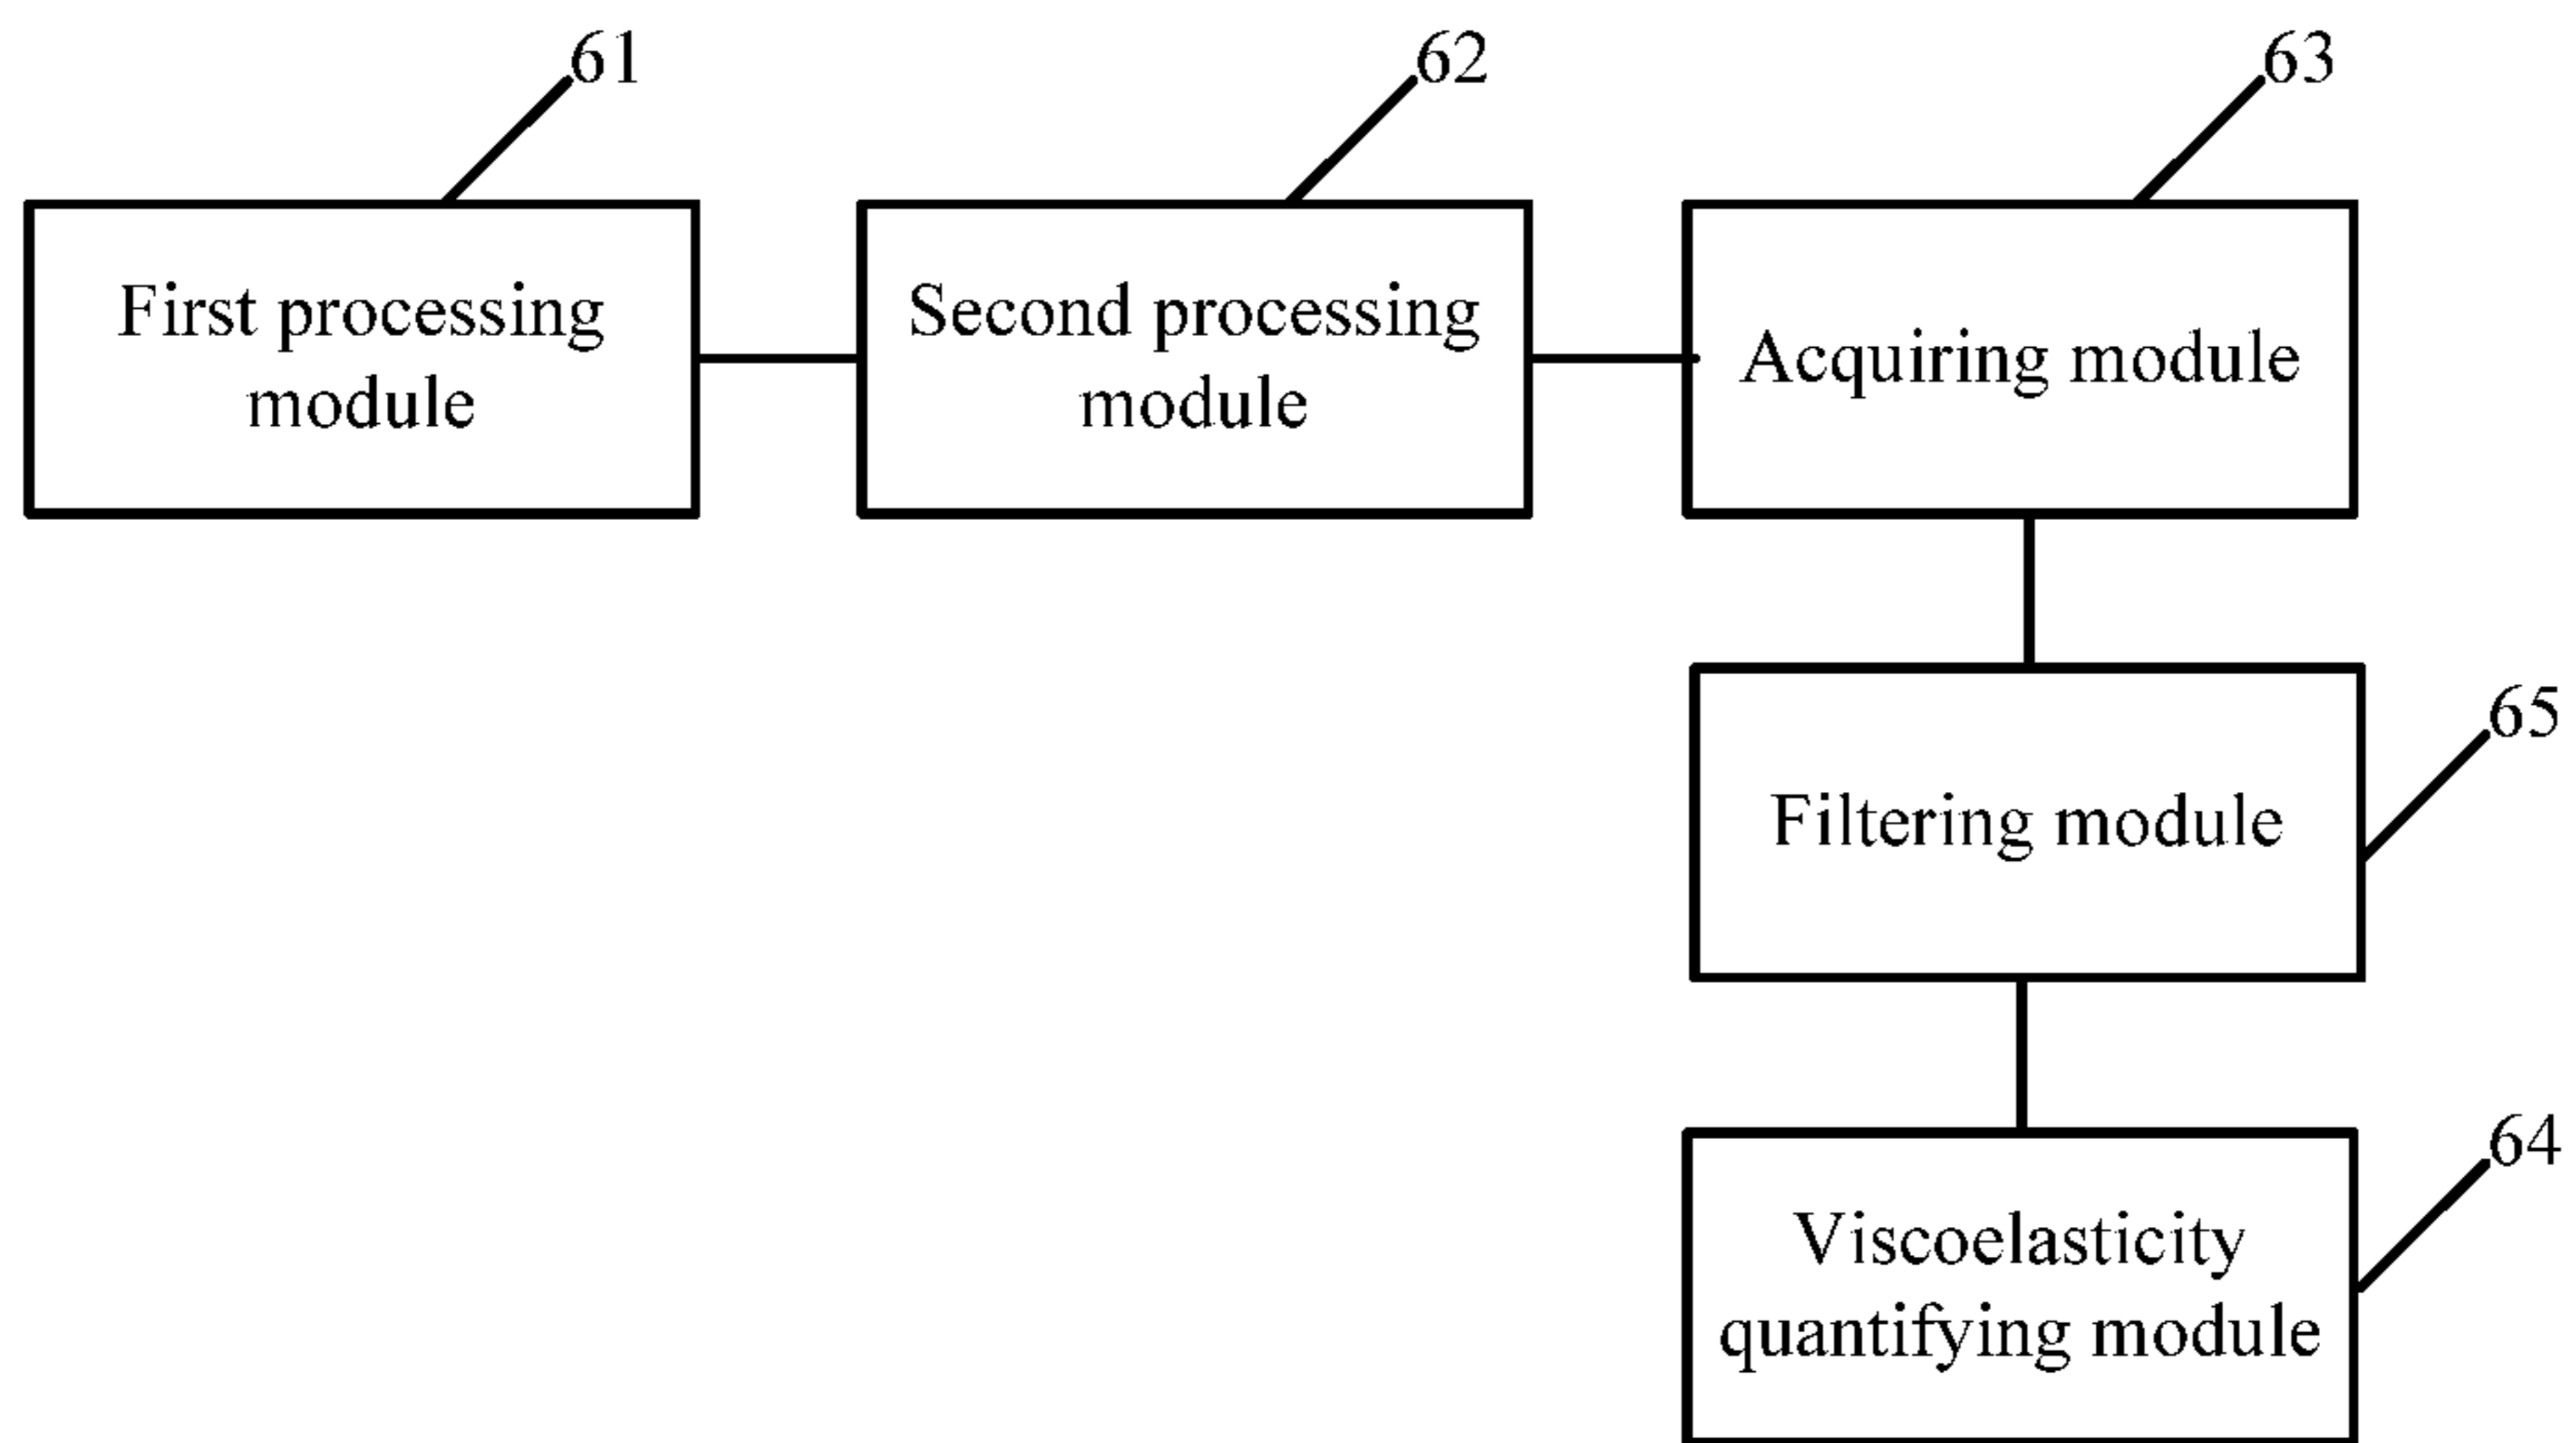 61
62
63
First processing
module
Second processing
module
Acquiring module
65
Filtering module
64
Viscoelasticity
quantifying module